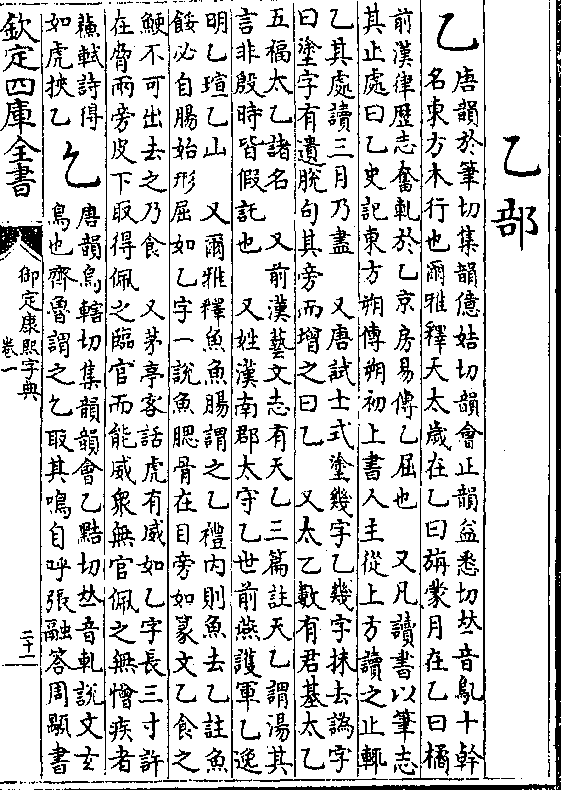 乙部
乙
唐韻於筆切集韻億姞切韻會正韻益悉切𠀤音鳦十幹
名東方木行也爾雅釋天太歲在乙曰旃蒙月在乙曰橘
前漢律歷志奮軋於乙京房易傳乙屈也 又凡讀書以筆志
其止處曰乙史記東方朔傳朔初上書人主從上方讀之止輒
乙其處讀三月乃盡 又唐試士式塗幾字乙幾字抹去譌字
曰塗字有遺脫句其旁而增之曰乙 又太乙數有君基太乙
五福太乙諸名 又前漢藝文志有天乙三篇註天乙謂湯其
言非殷時皆假託也 又姓漢南郡太守乙世前燕護軍乙逸
明乙瑄乙山 又爾雅釋魚魚腸謂之乙禮內則魚去乙註魚
餒必自腸始形屈如乙字一說魚腮骨在目旁如篆文乙食之
鯁不可出去之乃食 又茅亭客話虎有威如乙字長三寸許
在脅兩旁皮下取得佩之臨官而能威衆無官佩之無憎疾者
蘇軾詩得
如虎挾乙
𠃉
唐韻烏轄切集韻韻會乙黠切𠀤音軋說文玄
鳥也齊魯謂之𠃉取其鳴自呼張融答周顒書
欽定四庫全書
御定康熙字典
卷一
二十一